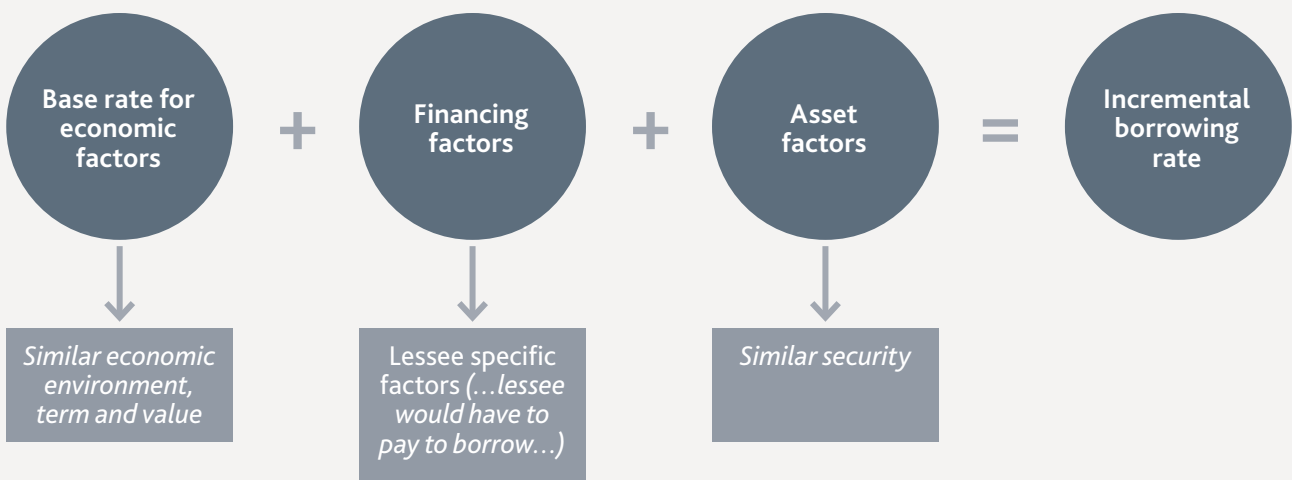 Base rate for
economic
factors
+
Financing
factors
+
Asset
factors
=
Incremental
borrowing
rate
Similar economic
environment,
term and value
Lessee specific
factors (...lessee
would have to
pay to borrow...)
Similar security